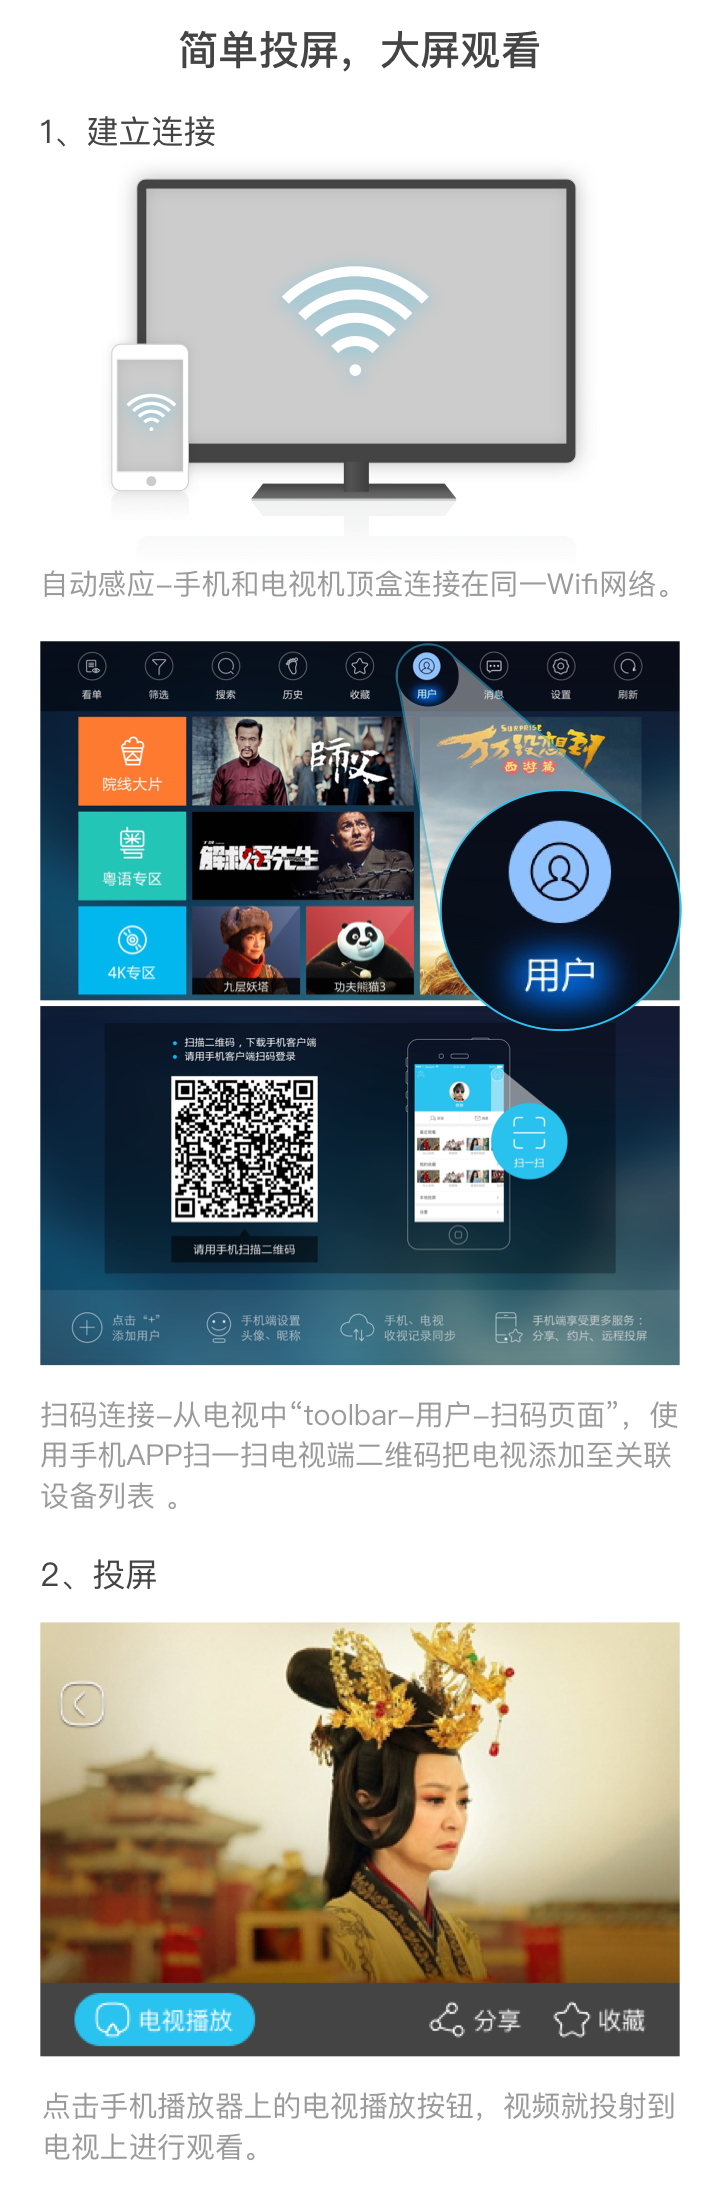 简单投屏，大屏观看
1、建立连接
自动感应-手机和电视机顶盒连接在同一Wifi网络。
看单 筛选 搜索 历史 收藏 用户 消息 设置 刷新
院线大片
師父
SURPRISE
万万没想到
西游篇
粤语专区
解救吾先生
用户
4K专区
九层妖塔
功夫熊猫3
扫描二维码，下载手机客户端
请用手机客户端扫码登录
扫一扫
请用手机扫描二维码
点击“+”
添加用户
手机端设置
头像、昵称
手机、电视
收视记录同步
手机端享受更多服务：
分享、约片、远程投屏
扫码连接-从电视中“toolbar-用户-扫码页面”，使
用手机APP扫一扫电视端二维码把电视添加至关联
设备列表 。
2、投屏
电视播放 分享 收藏
点击手机播放器上的电视播放按钮，视频就投射到
电视上进行观看。